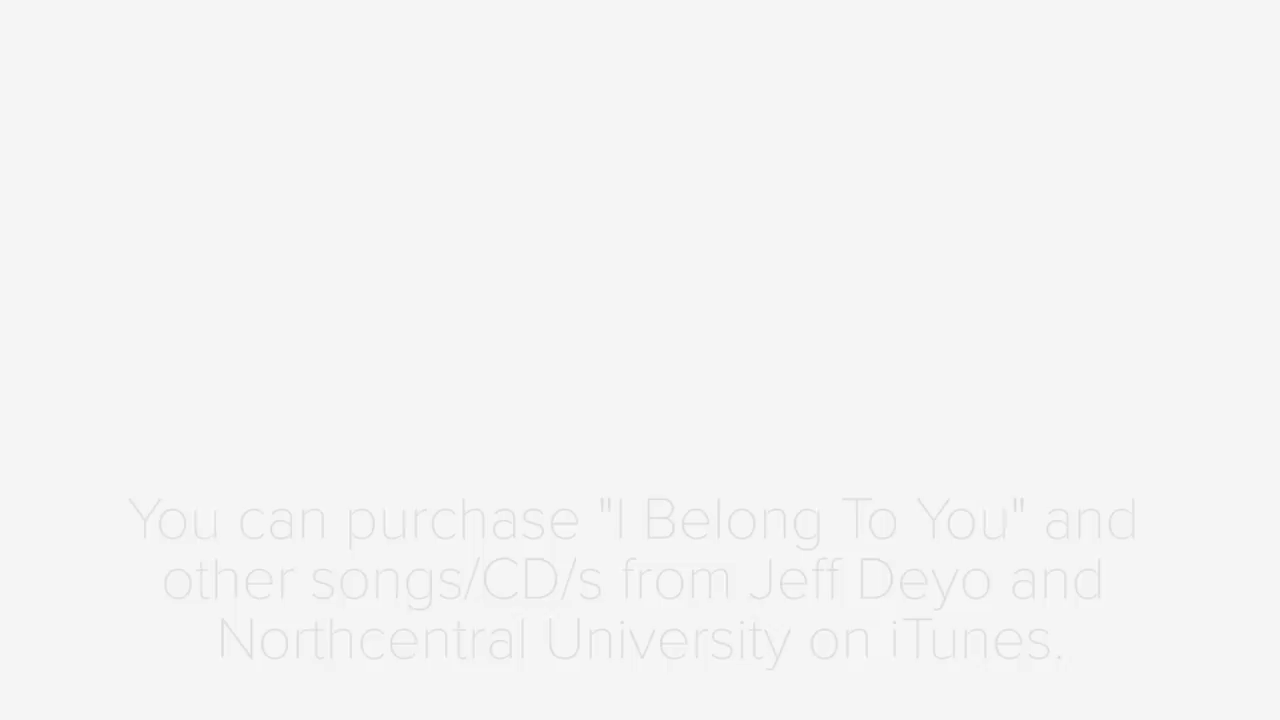 You can purchase "I Belong To You" and
other songs/CD/s from Jeff Deyo and
Northcentral University on iTunes.